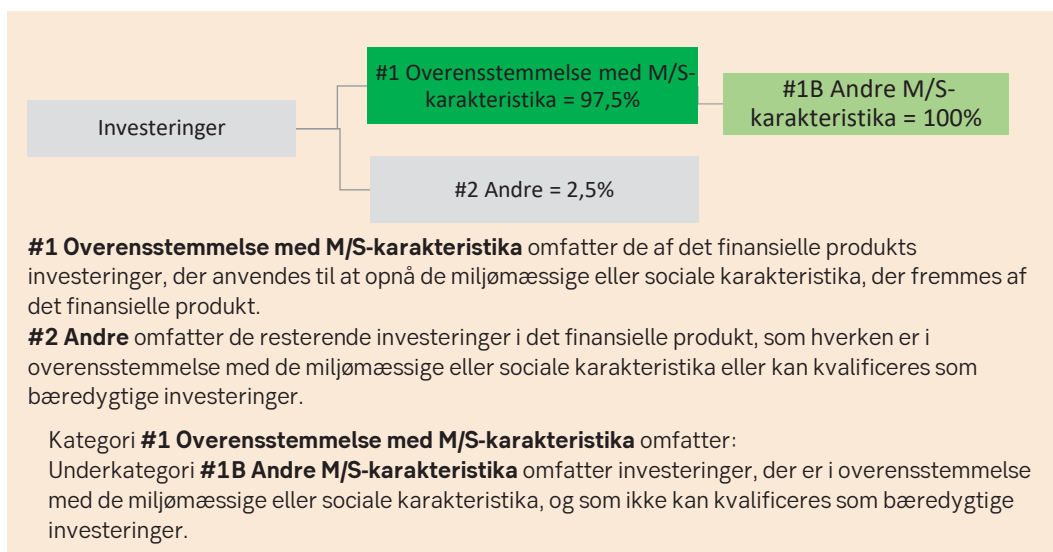 #1 Overensstemmelse med M/S-
karakteristika = 97,5%
#1B Andre M/S-
karakteristika = 100%
Investeringer
#2 Andre = 2,5%
#1 Overensstemmelse med M/S-karakteristika omfatter de af det finansielle produkts
investeringer, der anvendes til at opnå de miljømæssige eller sociale karakteristika, der fremmes af
det finansielle produkt.
#2 Andre omfatter de resterende investeringer i det finansielle produkt, som hverken er i
overensstemmelse med de miljømæssige eller sociale karakteristika eller kan kvalificeres som
bæredygtige investeringer.
Kategori #1 Overensstemmelse med M/S-karakteristika omfatter:
Underkategori #1B Andre M/S-karakteristika omfatter investeringer, der er i overensstemmelse
med de miljømæssige eller sociale karakteristika, og som ikke kan kvalificeres som bæredygtige
investeringer.